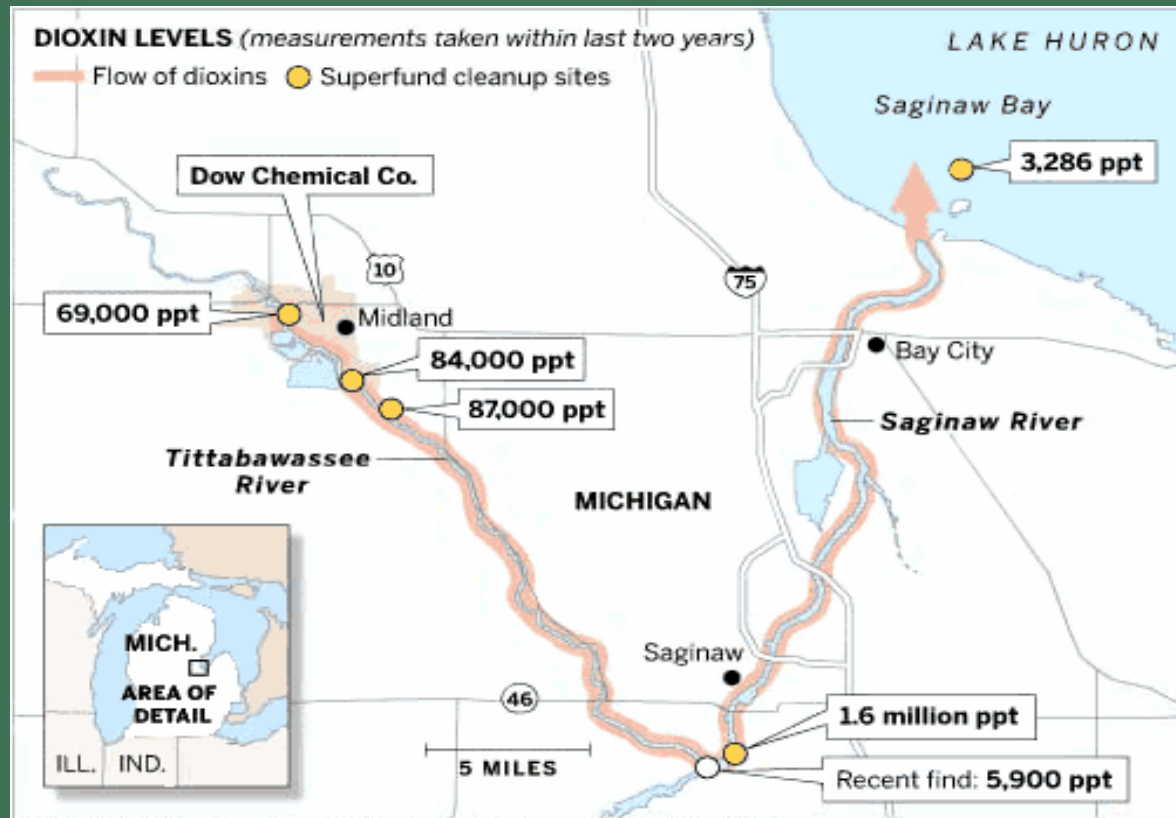 DIOXIN LEVELS (measurements taken within last two years)
Flow of dioxins Superfund cleanup sites
LAKE HURON
Saginaw Bay
3,286 ppt
Dow Chemical Co.
10
75
69,000 ppt
Midland
84,000 ppt
Bay City
87,000 ppt
Saginaw River
Tittabawassee
River
MICHIGAN
MICH.
AREA OF
DETAIL
ILL. IND.
Saginaw
46
1.6 million ppt
5 MILES
Recent find: 5,900 ppt